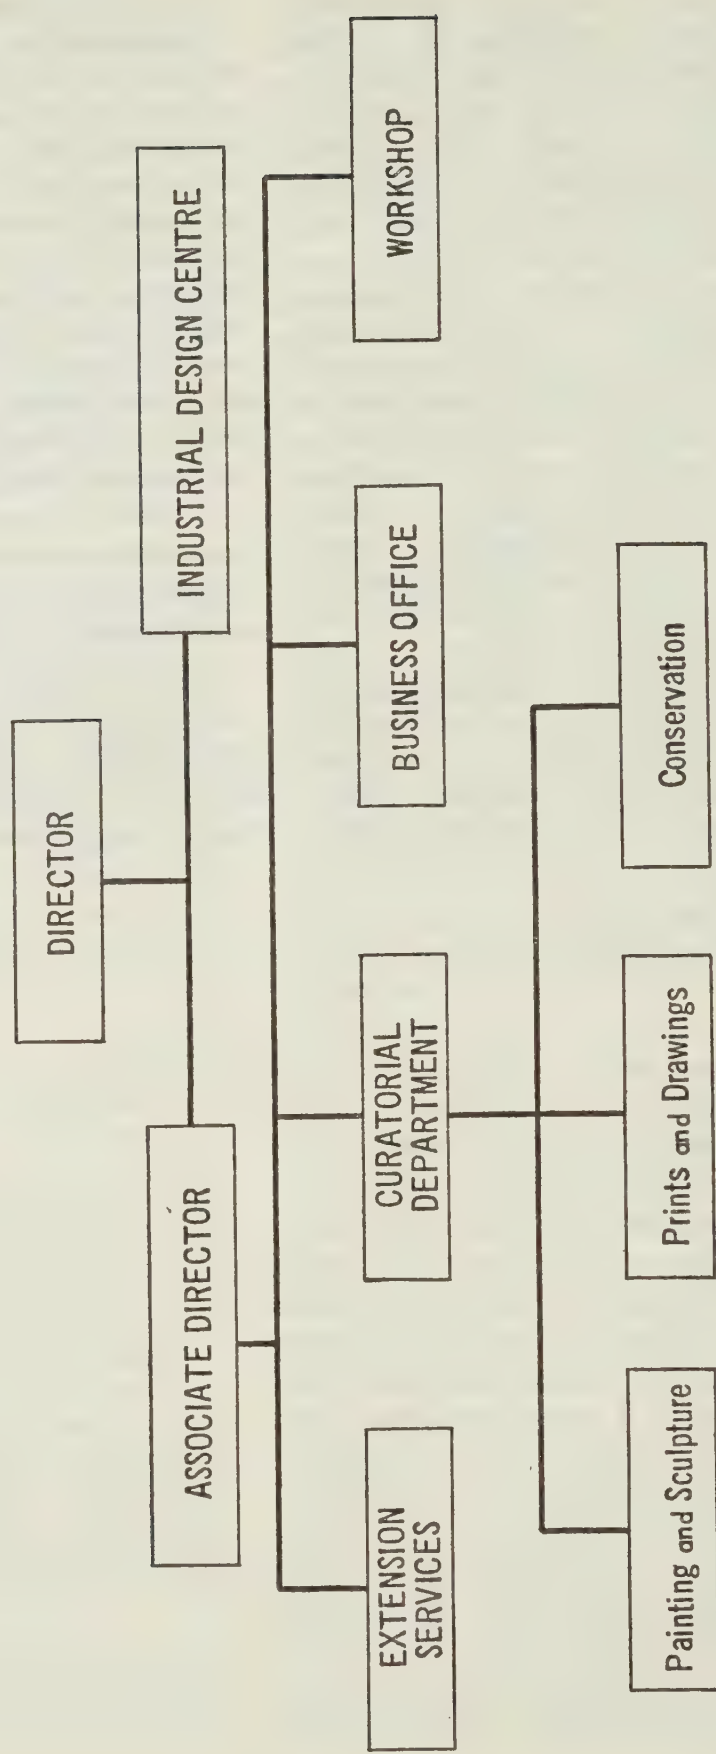 DIRECTOR
ASSOCIATE DIRECTOR
INDUSTRIAL DESIGN CENTRE
EXTENSION
SERVICES
CURATORIAL
DEPARTMENT
BUSINESS OFFICE
WORKSHOP
Painting and Sculpture
Prints and Drawings
Conservation